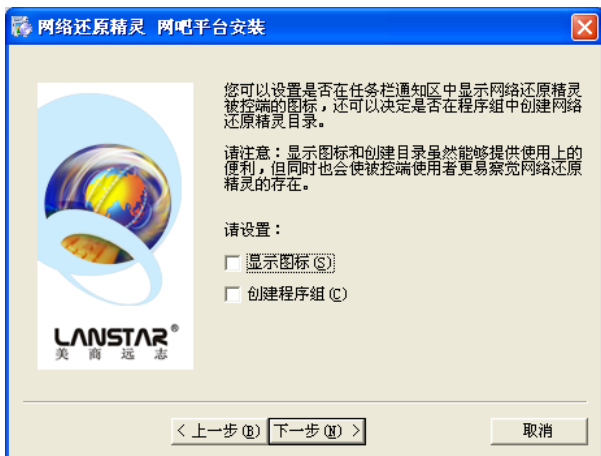 网络还原精灵 网吧平台安装
您可以设置是否在任务栏通知区中显示网络还原精灵
被控端的图标，还可以决定是否在程序组中创建网络
还原精灵目录。
请注意：显示图标和创建目录虽然能够提供使用上的
便利，但同时也会使被控端使用者更易察觉网络还原
精灵的存在。
请设置：
显示图标(S)
创建程序组(C)
LANSTAR®
美商远志
< 上一步(B) 下一步(N) > 取消